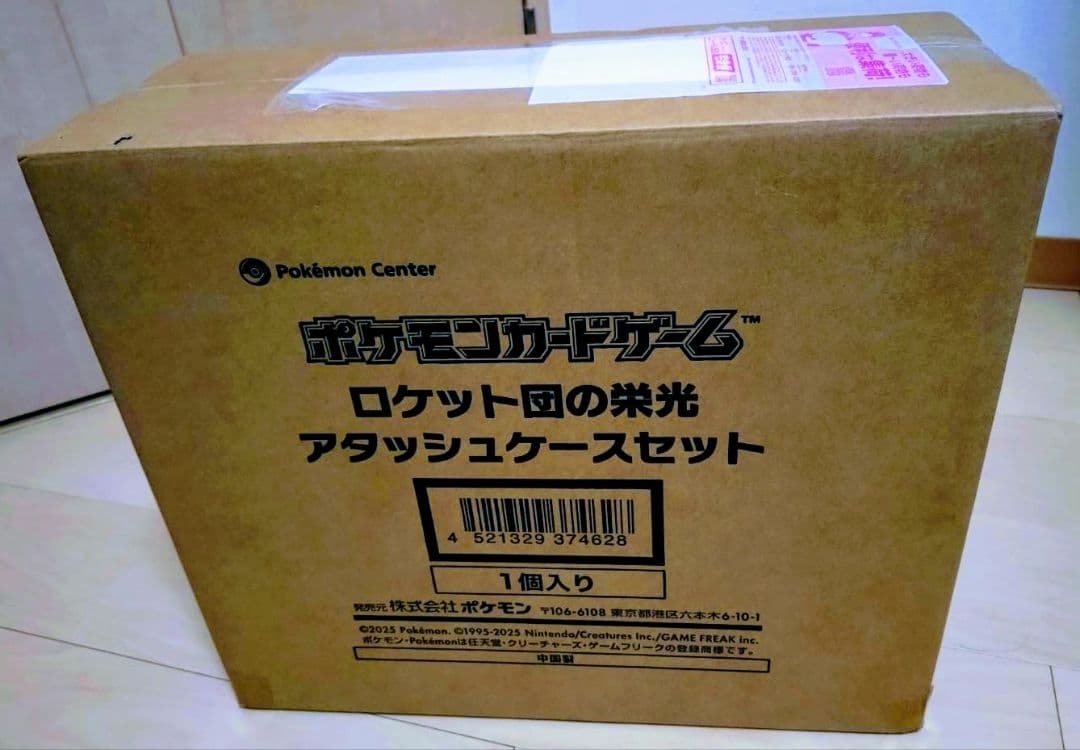 Pokémon Center
ポケモンカードゲーム™
ロケット団の栄光
アタッシュケースセット
4 521329 374628
1個入り
発売元 株式会社ポケモン 〒106-6108 東京都港区六本木6-10-1
©2025 Pokémon. ©1995-2025 Nintendo/Creatures Inc./GAME FREAK inc.
ポケモン・Pokémonは任天堂・クリーチャーズ・ゲームフリークの登録商標です。
中国製